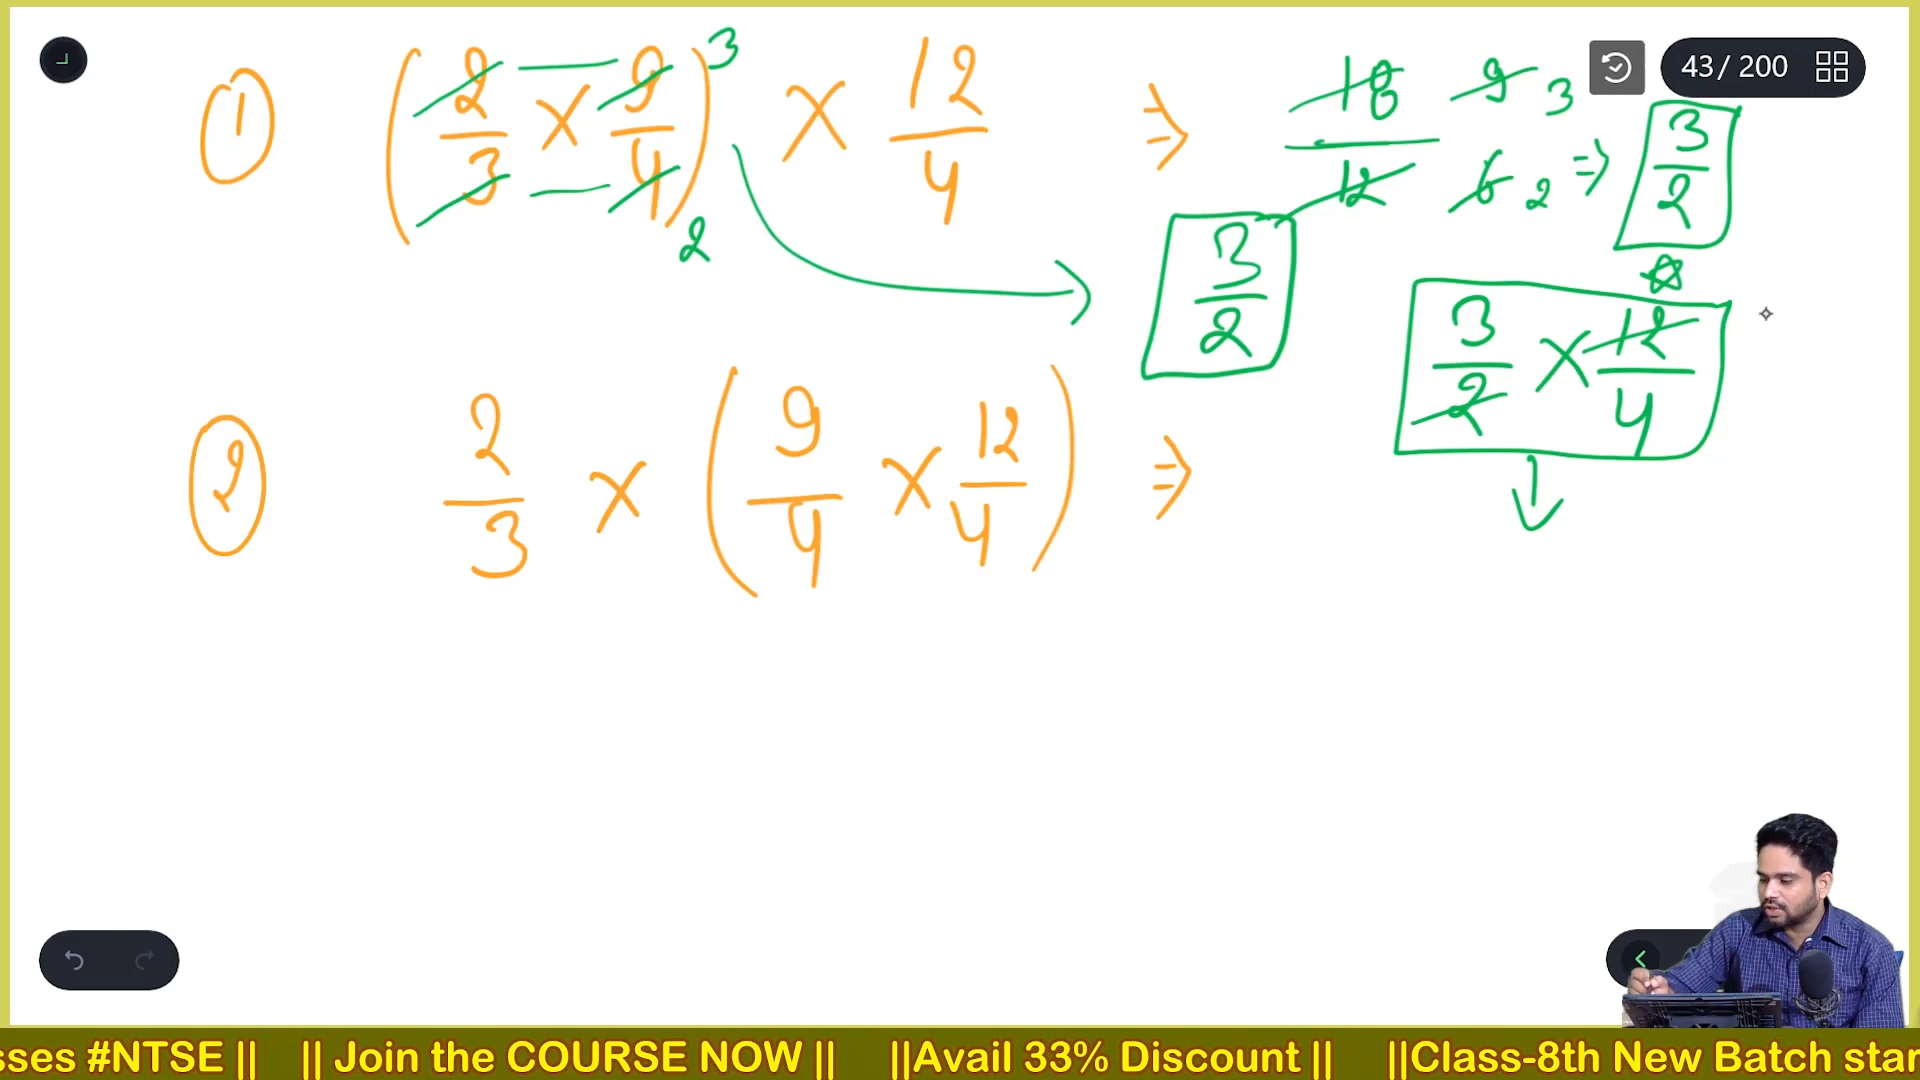 ① (2/3 × 9/4) 3 2 × 12/4 ⇒ 18/12 9/6 3 2 ⇒ 3/2
3/2
3/2 × 12/4
② 2/3 × (9/4 × 12/4) ⇒
43 / 200
sses #NTSE || || Join the COURSE NOW || ||Avail 33% Discount || ||Class-8th New Batch star